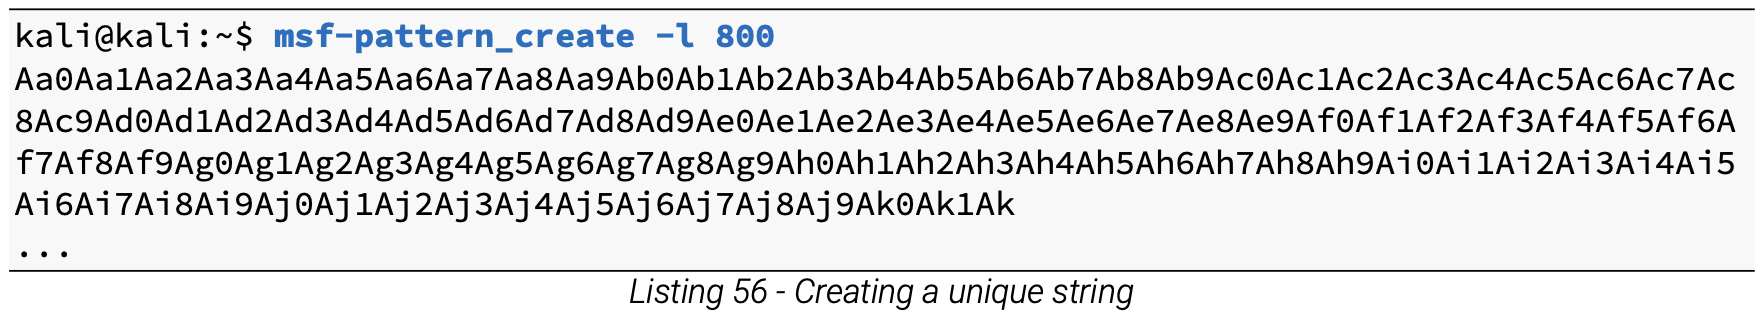 kali@kali:~$ msf-pattern_create -l 800
Aa0Aa1Aa2Aa3Aa4Aa5Aa6Aa7Aa8Aa9Ab0Ab1Ab2Ab3Ab4Ab5Ab6Ab7Ab8Ab9Ac0Ac1Ac2Ac3Ac4Ac5Ac6Ac7Ac
8Ac9Ad0Ad1Ad2Ad3Ad4Ad5Ad6Ad7Ad8Ad9Ae0Ae1Ae2Ae3Ae4Ae5Ae6Ae7Ae8Ae9Af0Af1Af2Af3Af4Af5Af6A
f7Af8Af9Ag0Ag1Ag2Ag3Ag4Ag5Ag6Ag7Ag8Ag9Ah0Ah1Ah2Ah3Ah4Ah5Ah6Ah7Ah8Ah9Ai0Ai1Ai2Ai3Ai4Ai5
Ai6Ai7Ai8Ai9Aj0Aj1Aj2Aj3Aj4Aj5Aj6Aj7Aj8Aj9Ak0Ak1Ak
...
Listing 56 - Creating a unique string